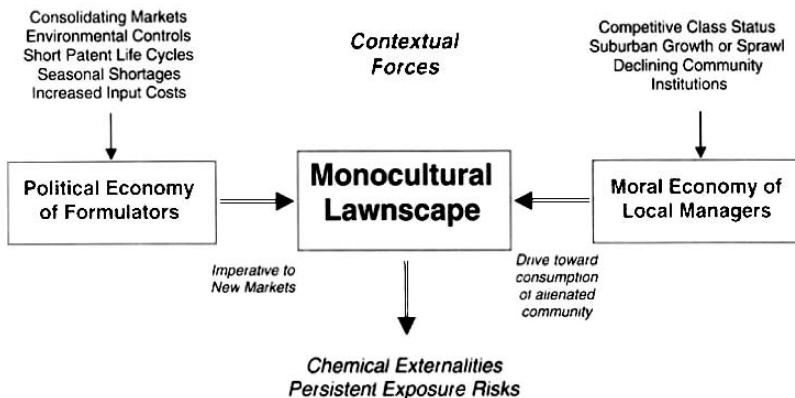 Consolidating Markets
Environmental Controls
Short Patent Life Cycles
Seasonal Shortages
Increased Input Costs
Contextual
Forces
Competitive Class Status
Suburban Growth or Sprawl
Declining Community
Institutions
Political Economy
of Formulators
Monocultural
Lawnscape
Moral Economy of
Local Managers
Imperative to
New Markets
Drive toward
consumption
of alienated
community
Chemical Externalities
Persistent Exposure Risks